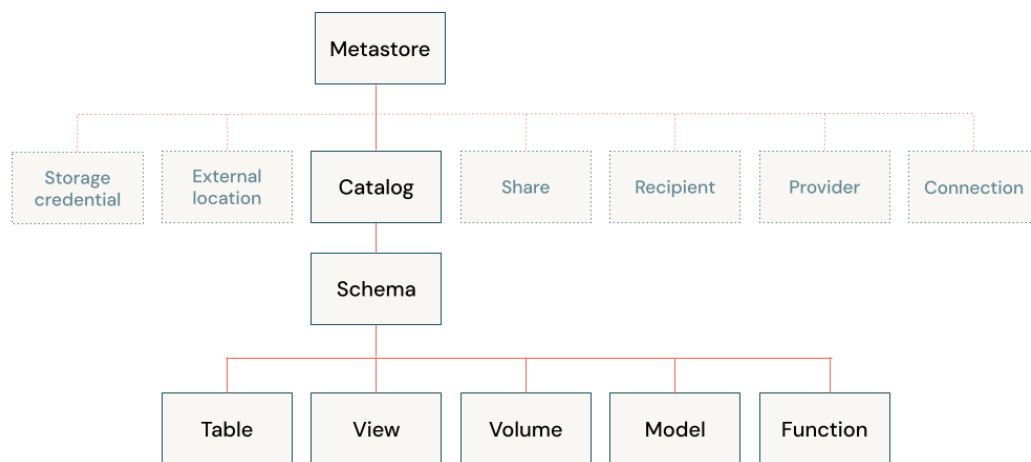 Metastore
Storage
credential
External
location
Catalog
Share
Recipient
Provider
Connection
Schema
Table
View
Volume
Model
Function